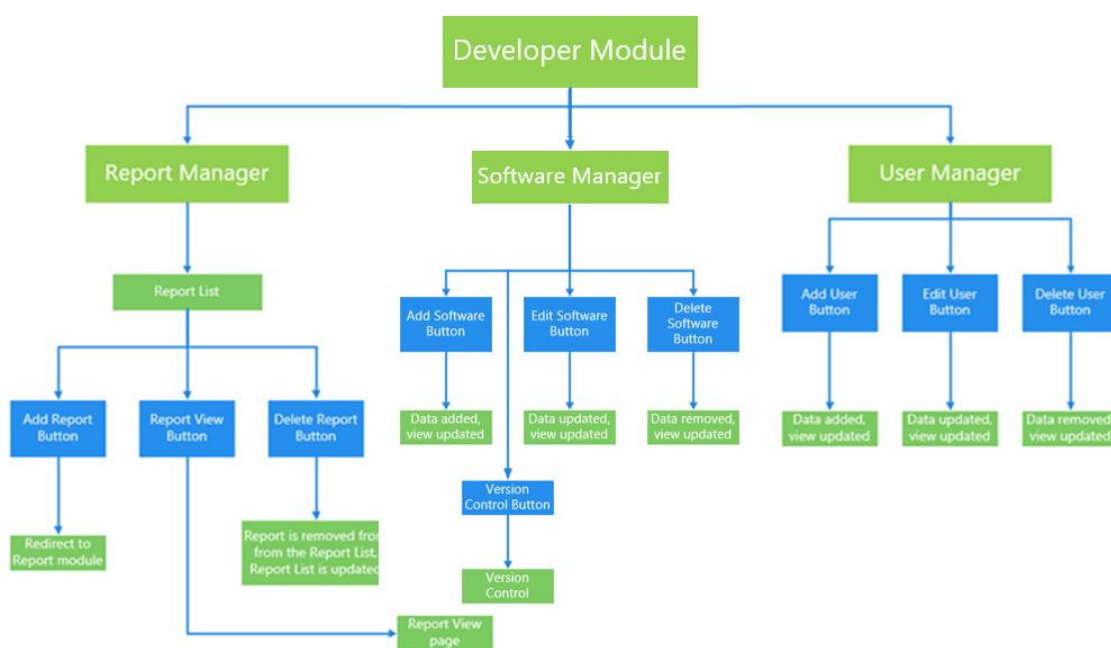 Developer Module
Report Manager
Software Manager
User Manager
Report List
Add Software
Button
Edit Software
Button
Delete
Software
Button
Add User
Button
Edit User
Button
Delete User
Button
Add Report
Button
Report View
Button
Delete Report
Button
Data added,
view updated
Data updated,
view updated
Data removed,
view updated
Data added,
view updated
Data updated,
view updated
Data removed,
view updated
Version
Control Button
Redirect to
Report module
Report is removed from
from the Report List,
Report List is updated
Version
Control
Report View
page